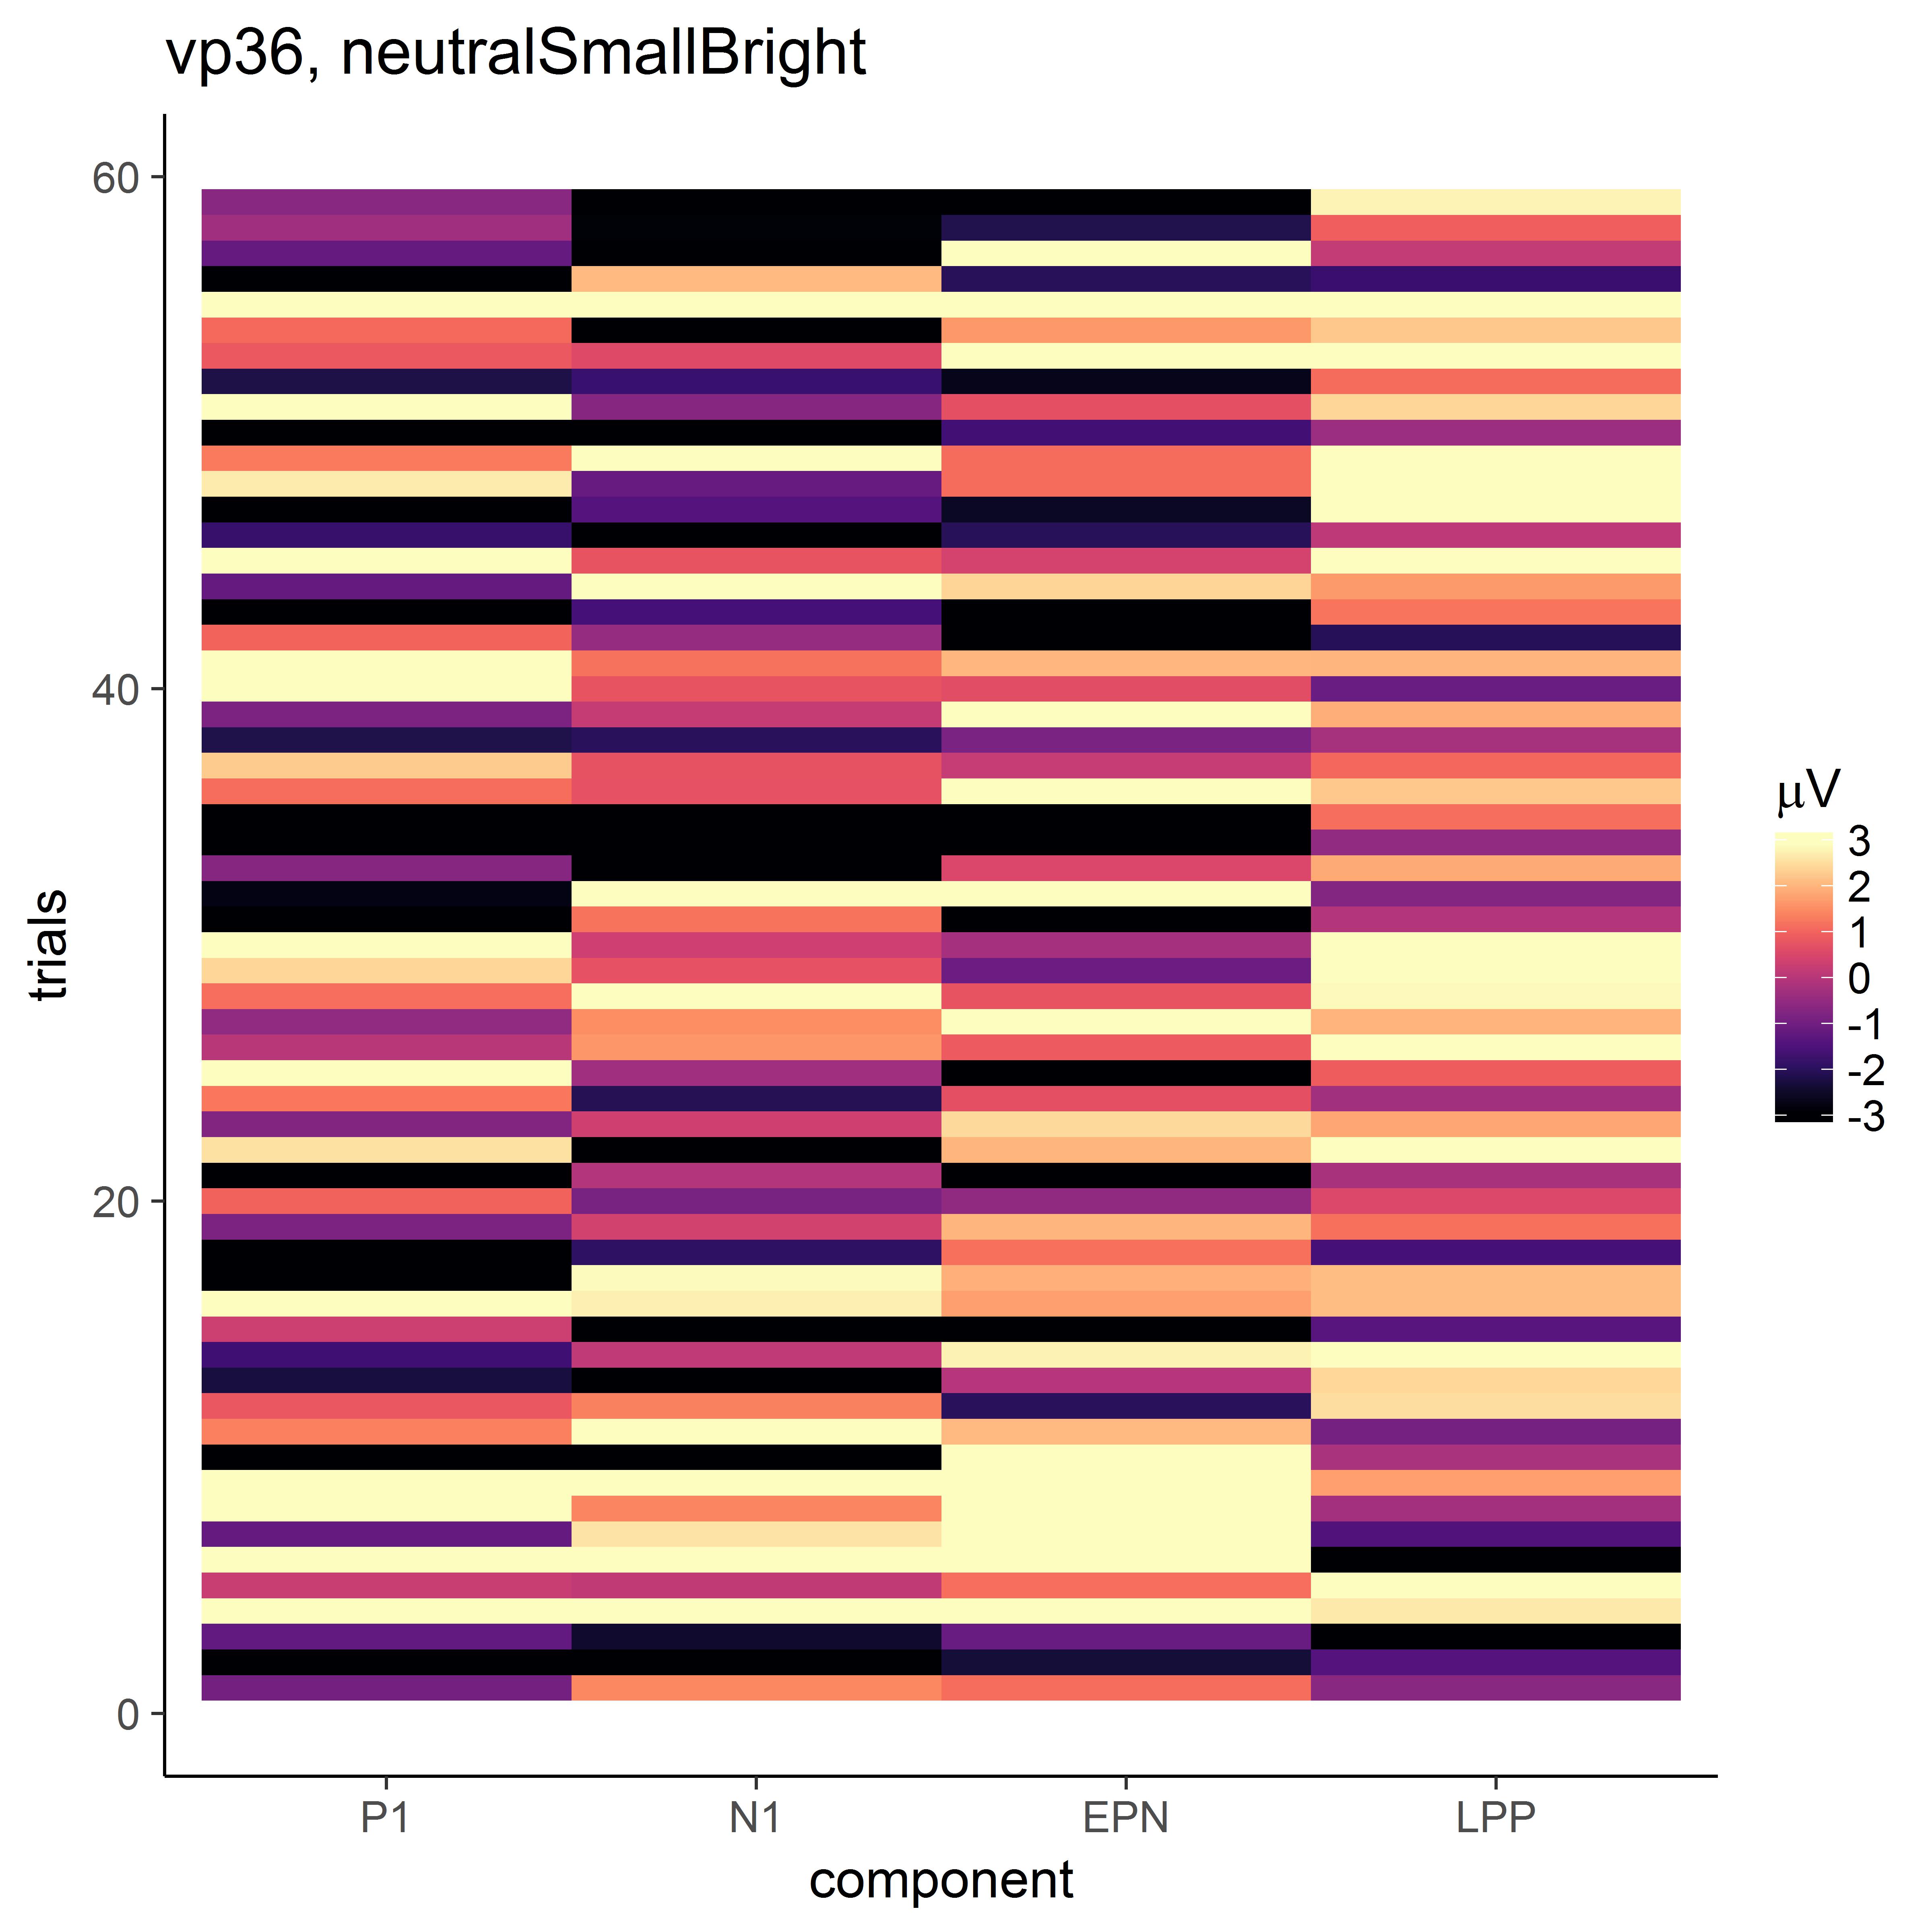 vp36, neutralSmallBright
60
40
20
0
trials
P1 N1 EPN LPP
component
μV
3
2
1
0
-1
-2
-3